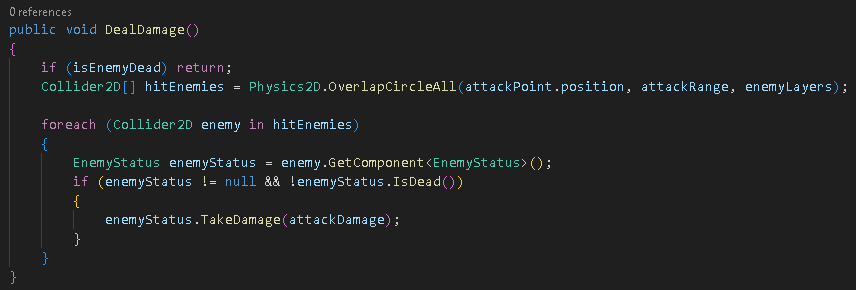 0 references
public void DealDamage()
{
if (isEnemyDead) return;
Collider2D[] hitEnemies = Physics2D.OverlapCircleAll(attackPoint.position, attackRange, enemyLayers);
foreach (Collider2D enemy in hitEnemies)
{
EnemyStatus enemyStatus = enemy.GetComponent<EnemyStatus>();
if (enemyStatus != null && !enemyStatus.IsDead())
{
enemyStatus.TakeDamage(attackDamage);
}
}
}